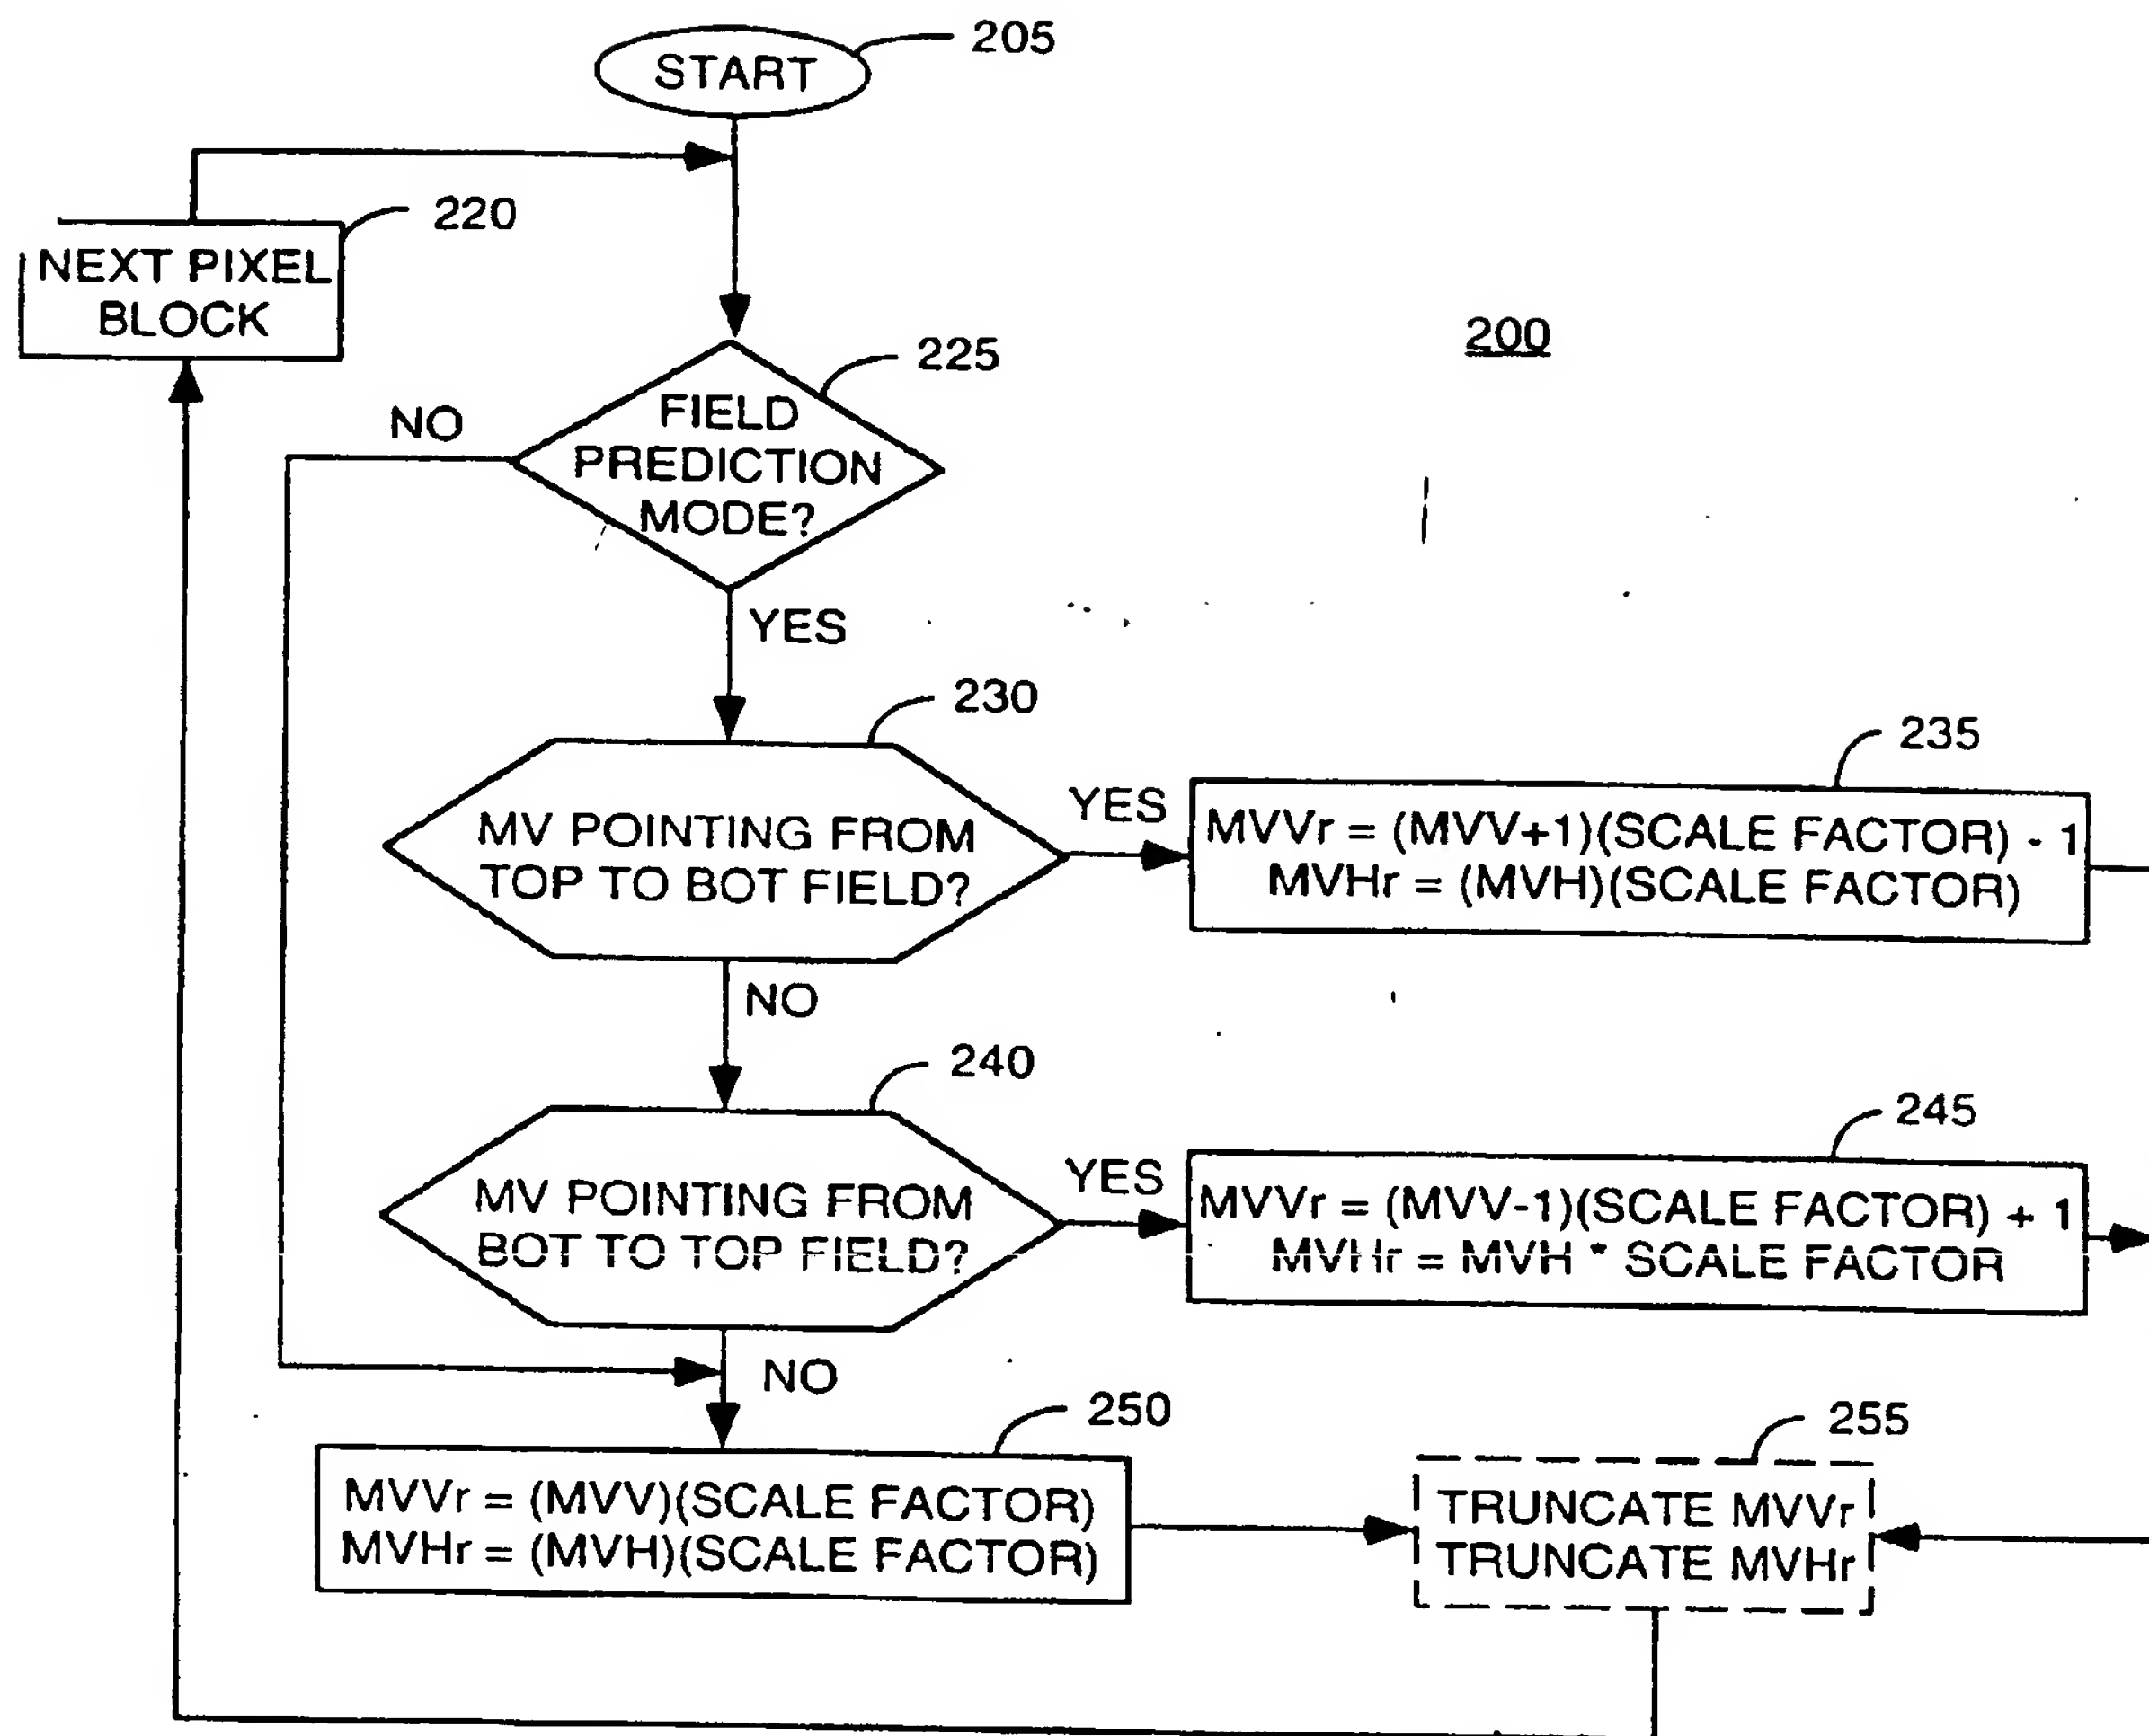 START
205
NEXT PIXEL
BLOCK
220
200
FIELD
PREDICTION
MODE?
225
NO
YES
MV POINTING FROM
TOP TO BOT FIELD?
230
YES
MVVr = (MVV+1)(SCALE FACTOR) - 1
MVHr = (MVH)(SCALE FACTOR)
235
NO
MV POINTING FROM
BOT TO TOP FIELD?
240
YES
MVVr = (MVV-1)(SCALE FACTOR) + 1
MVHr = MVH * SCALE FACTOR
245
NO
MVVr = (MVV)(SCALE FACTOR)
MVHr = (MVH)(SCALE FACTOR)
250
TRUNCATE MVVr
TRUNCATE MVHr
255